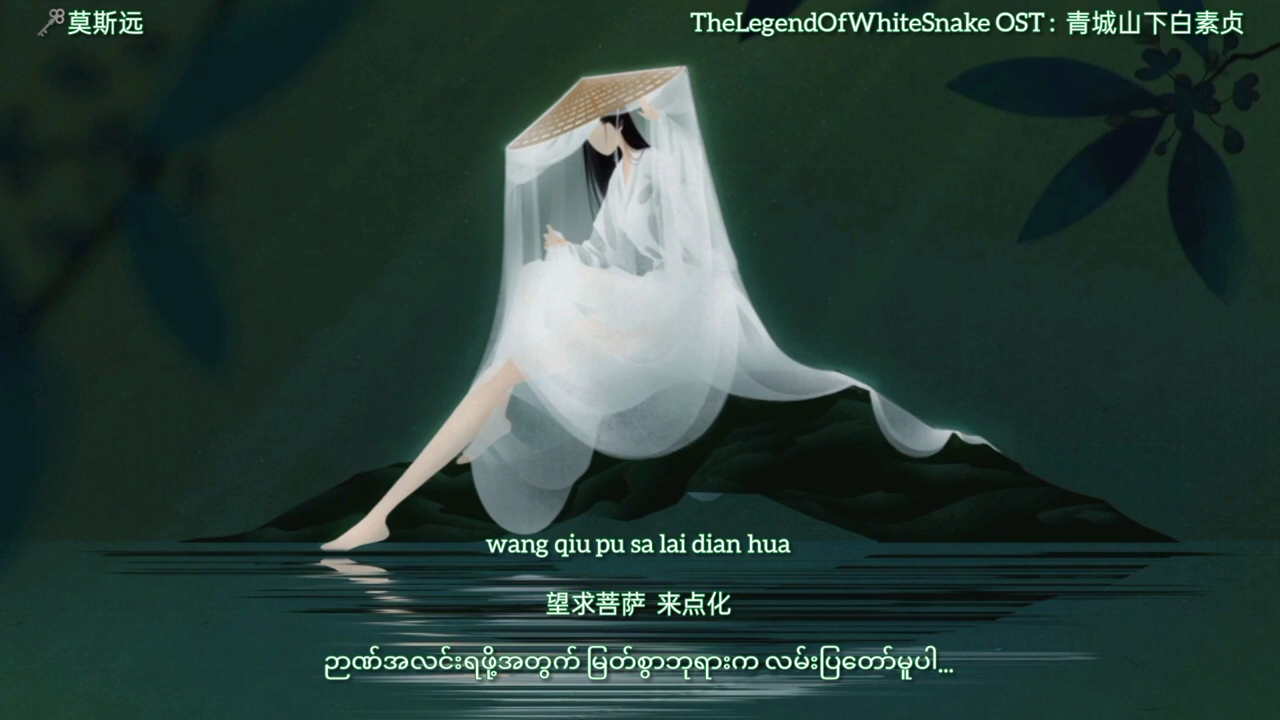 莫斯远
TheLegendOfWhiteSnake OST : 青城山下白素贞
wang qiu pu sa lai dian hua
望求菩萨 来点化
ဉာဏ်အလင်းရဖို့အတွက် မြတ်စွာဘုရားက လမ်းပြတော်မူပါ...